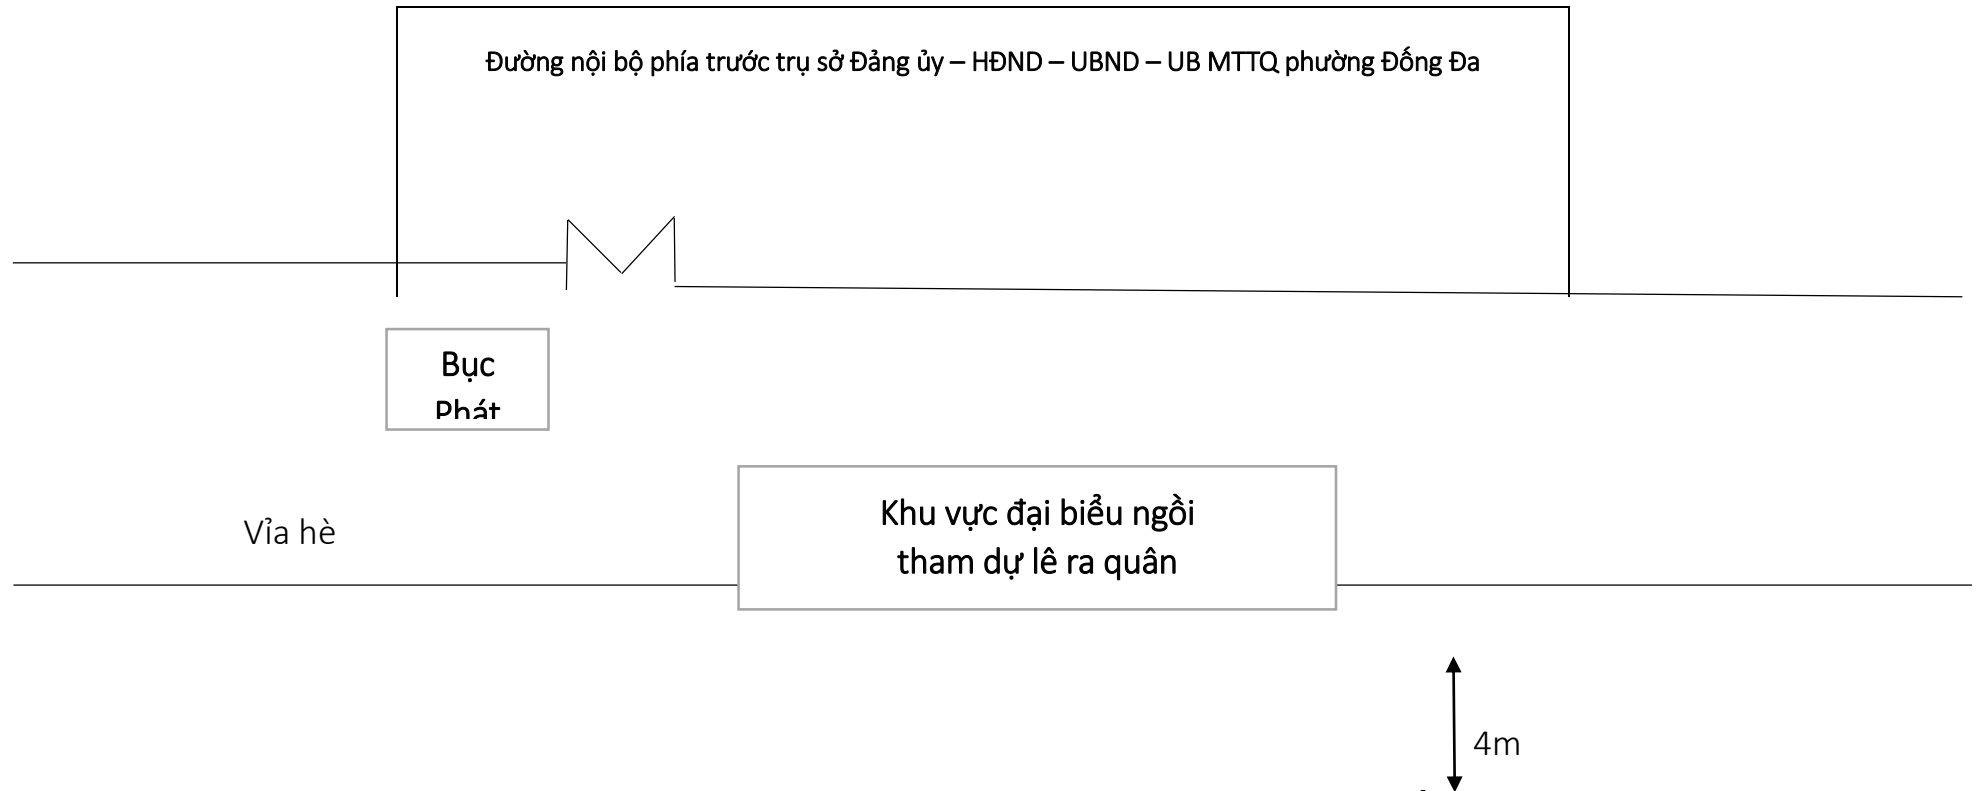 Đường nội bộ phía trước trụ sở Đảng ủy – HĐND – UBND – UB MTTQ phường Đống Đa
Bục
Phát
Khu vực đại biểu ngồi
tham dự lê ra quân
Vỉa hè
4m